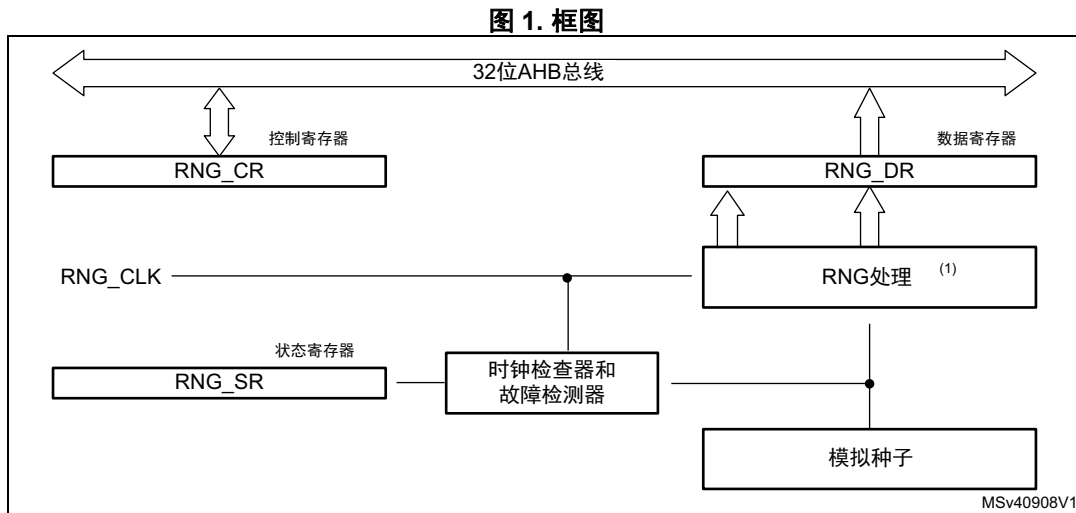 图 1. 框图
32位AHB总线
控制寄存器
数据寄存器
RNG_CR
RNG_DR
RNG_CLK
RNG处理 (1)
状态寄存器
RNG_SR
时钟检查器和
故障检测器
模拟种子
MSv40908V1